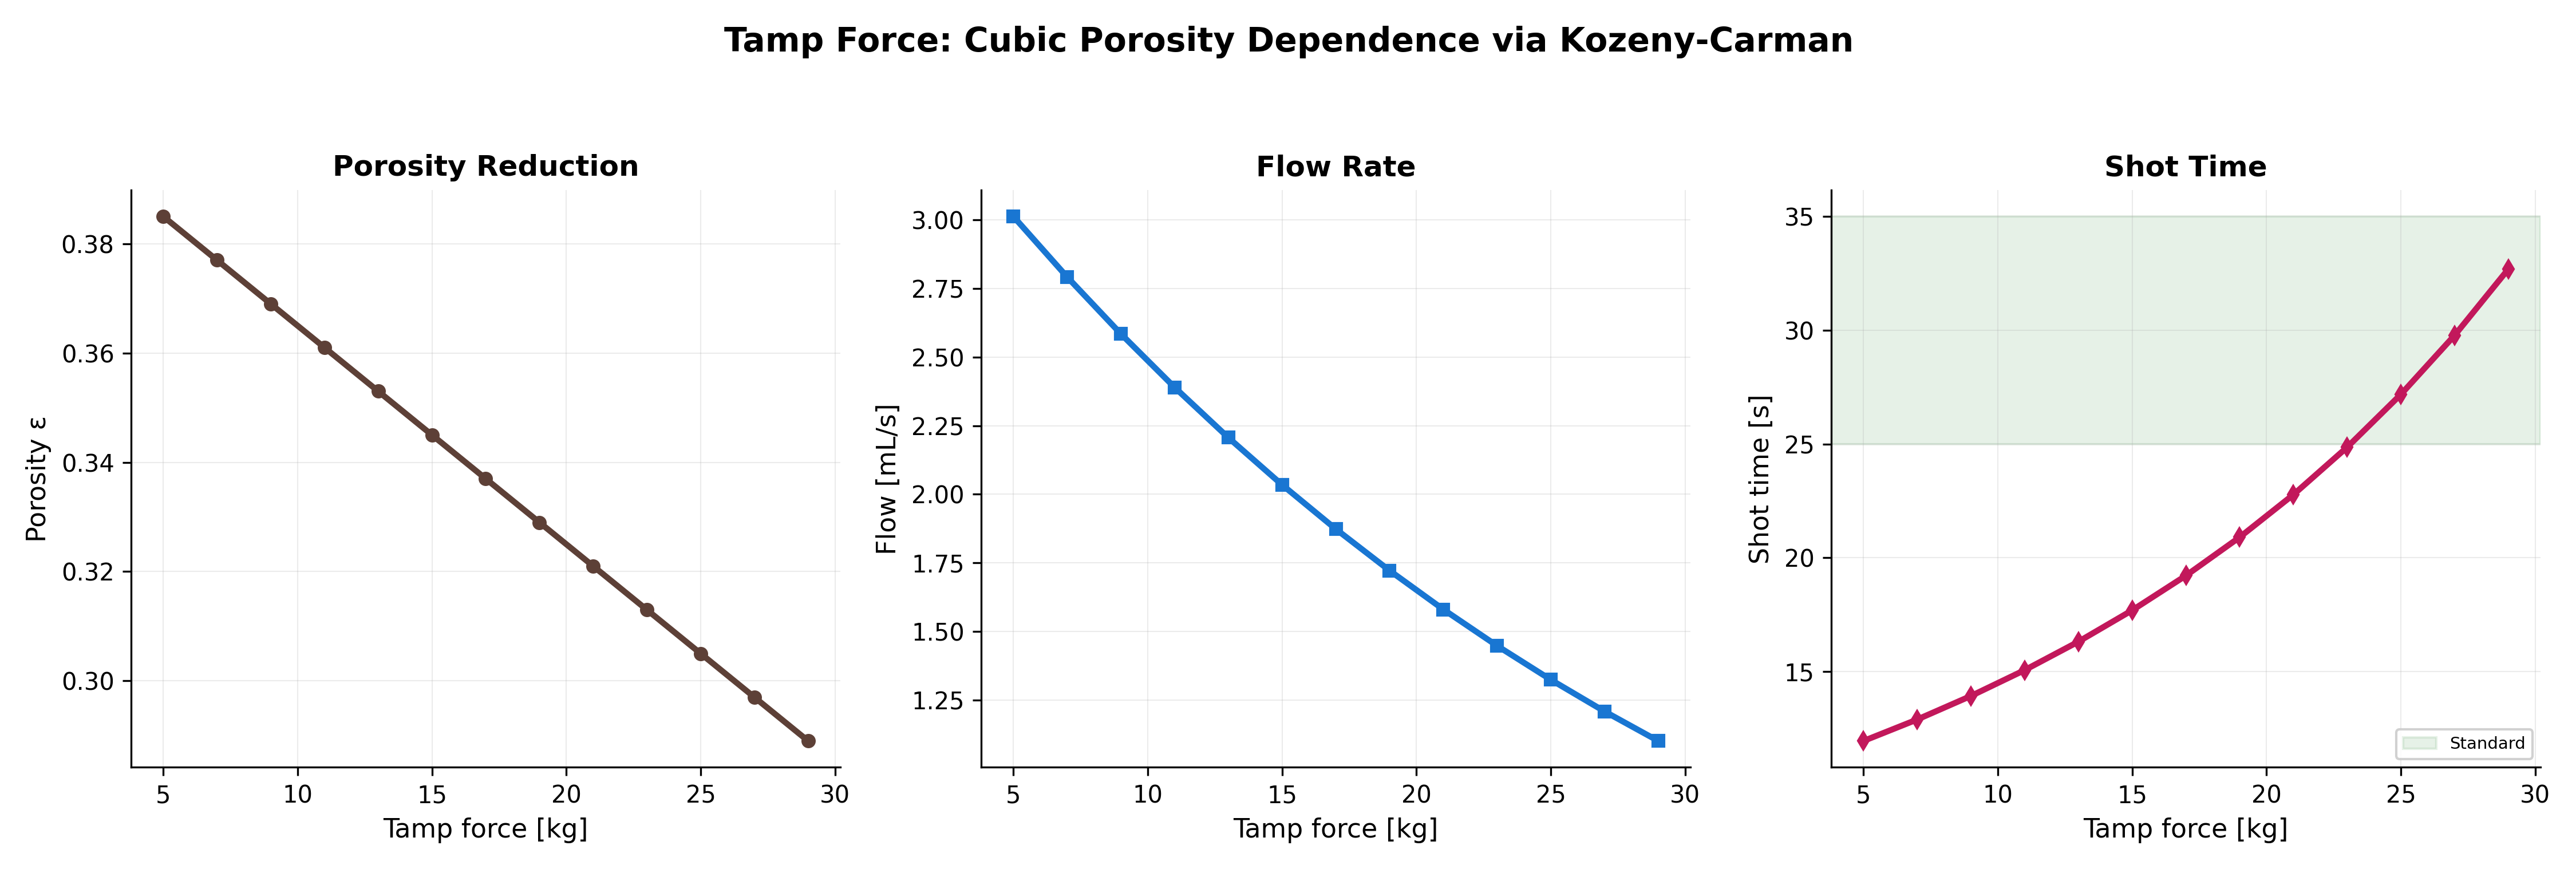 Tamp Force: Cubic Porosity Dependence via Kozeny-Carman
Porosity Reduction
Porosity ε
0.38
0.36
0.34
0.32
0.30
5 10 15 20 25 30
Tamp force [kg]
Flow Rate
Flow [mL/s]
3.00
2.75
2.50
2.25
2.00
1.75
1.50
1.25
5 10 15 20 25 30
Tamp force [kg]
Shot Time
Shot time [s]
35
30
25
20
15
5 10 15 20 25 30
Tamp force [kg]
Standard